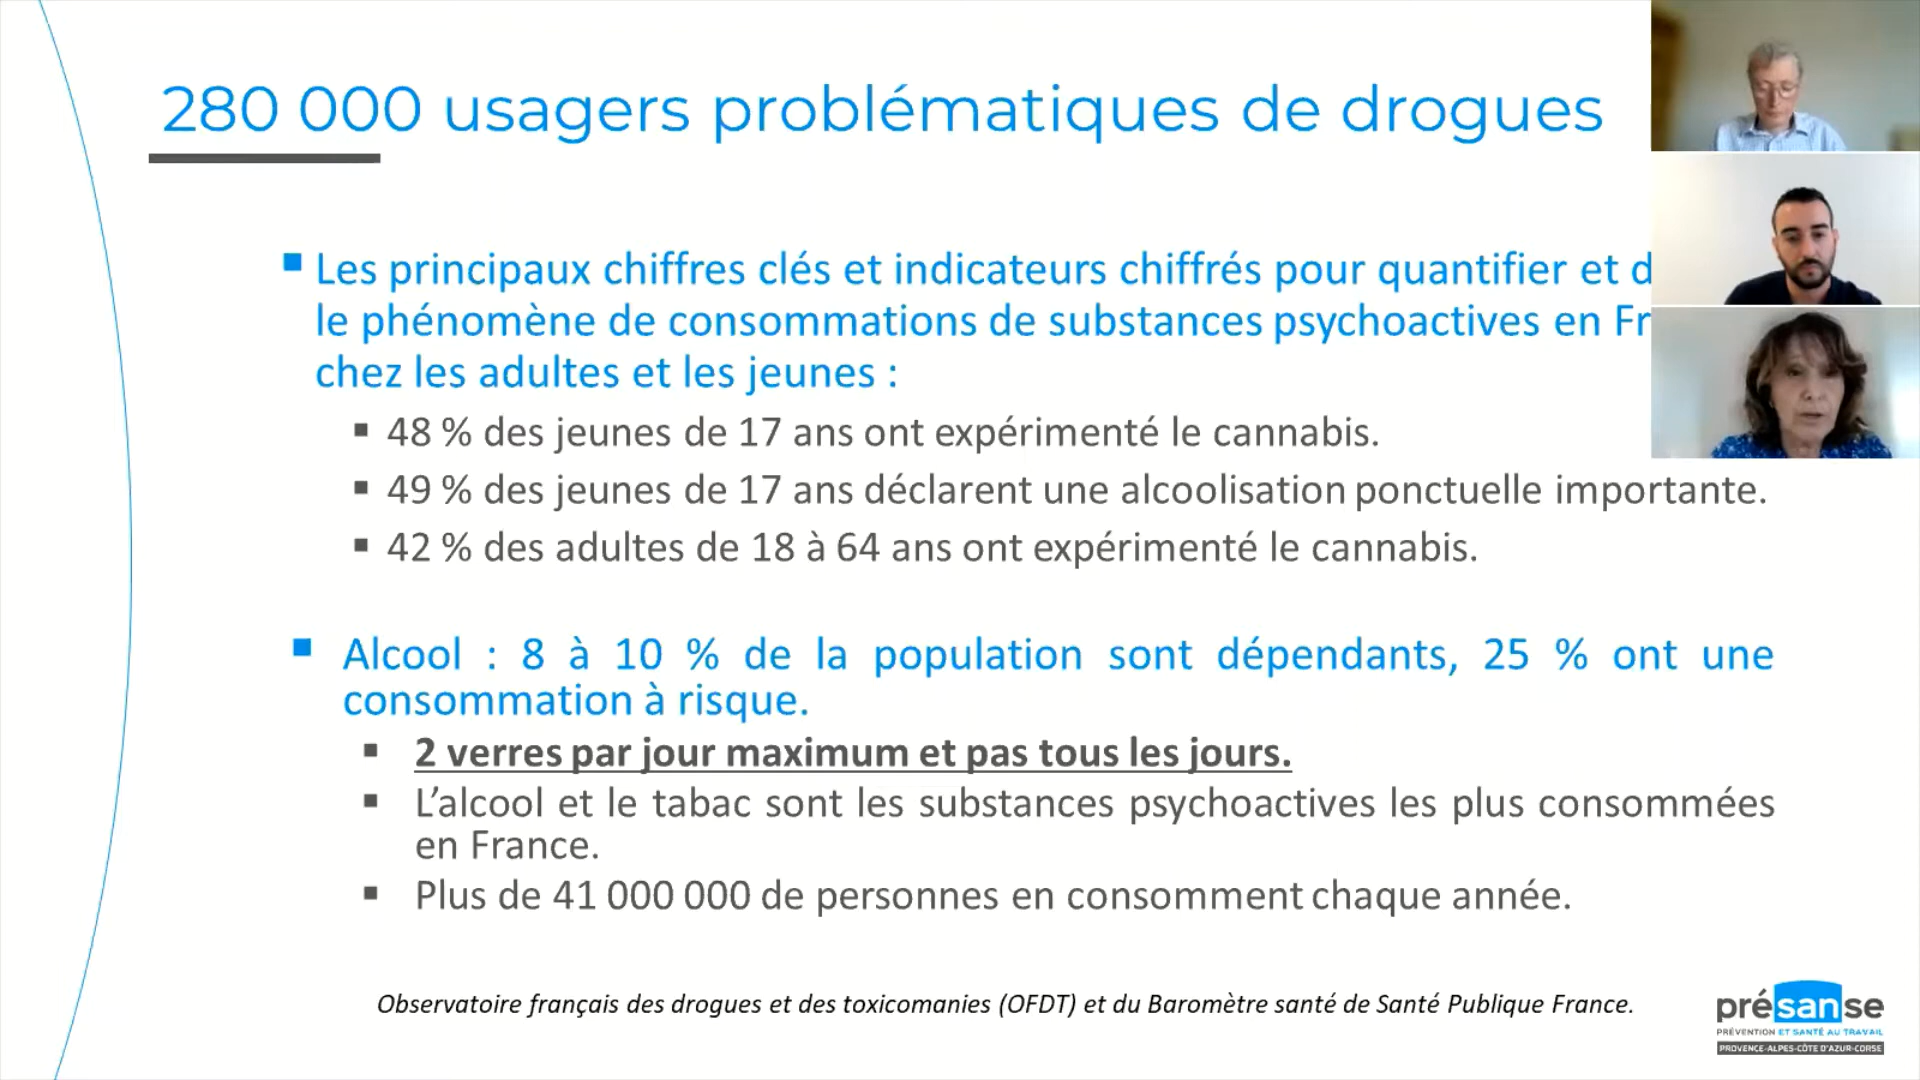 280 000 usagers problématiques de drogues
Les principaux chiffres clés et indicateurs chiffrés pour quantifier et
le phénomène de consommations de substances psychoactives en
chez les adultes et les jeunes :
48 % des jeunes de 17 ans ont expérimenté le cannabis.
49 % des jeunes de 17 ans déclarent une alcoolisation ponctuelle importante.
42 % des adultes de 18 à 64 ans ont expérimenté le cannabis.
Alcool : 8 à 10 % de la population sont dépendants, 25 % ont une
consommation à risque.
2 verres par jour maximum et pas tous les jours.
L’alcool et le tabac sont les substances psychoactives les plus consommées
en France.
Plus de 41 000 000 de personnes en consomment chaque année.
Observatoire français des drogues et des toxicomanies (OFDT) et du Baromètre santé de Santé Publique France.
présanse
PRÉVENTION ET SANTÉ AU TRAVAIL
PROVENCE-ALPES-CÔTE D'AZUR-CORSE